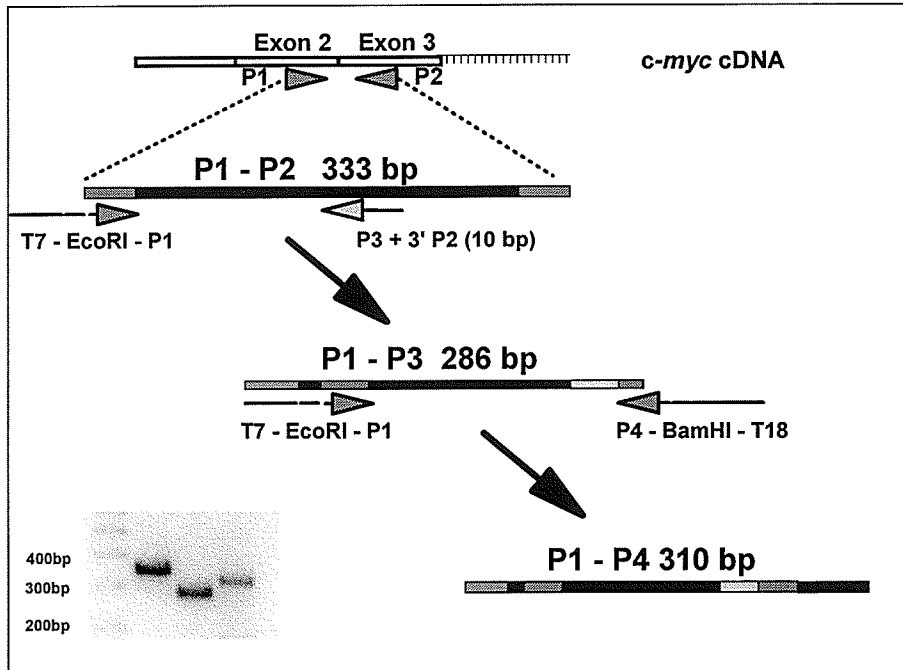 Exon 2 Exon 3
P1 P2
c-myc cDNA
P1 - P2 333 bp
T7 - EcoRI - P1
P3 + 3' P2 (10 bp)
P1 - P3 286 bp
T7 - EcoRI - P1
P4 - BamHI - T18
P1 - P4 310 bp
400bp
300bp
200bp